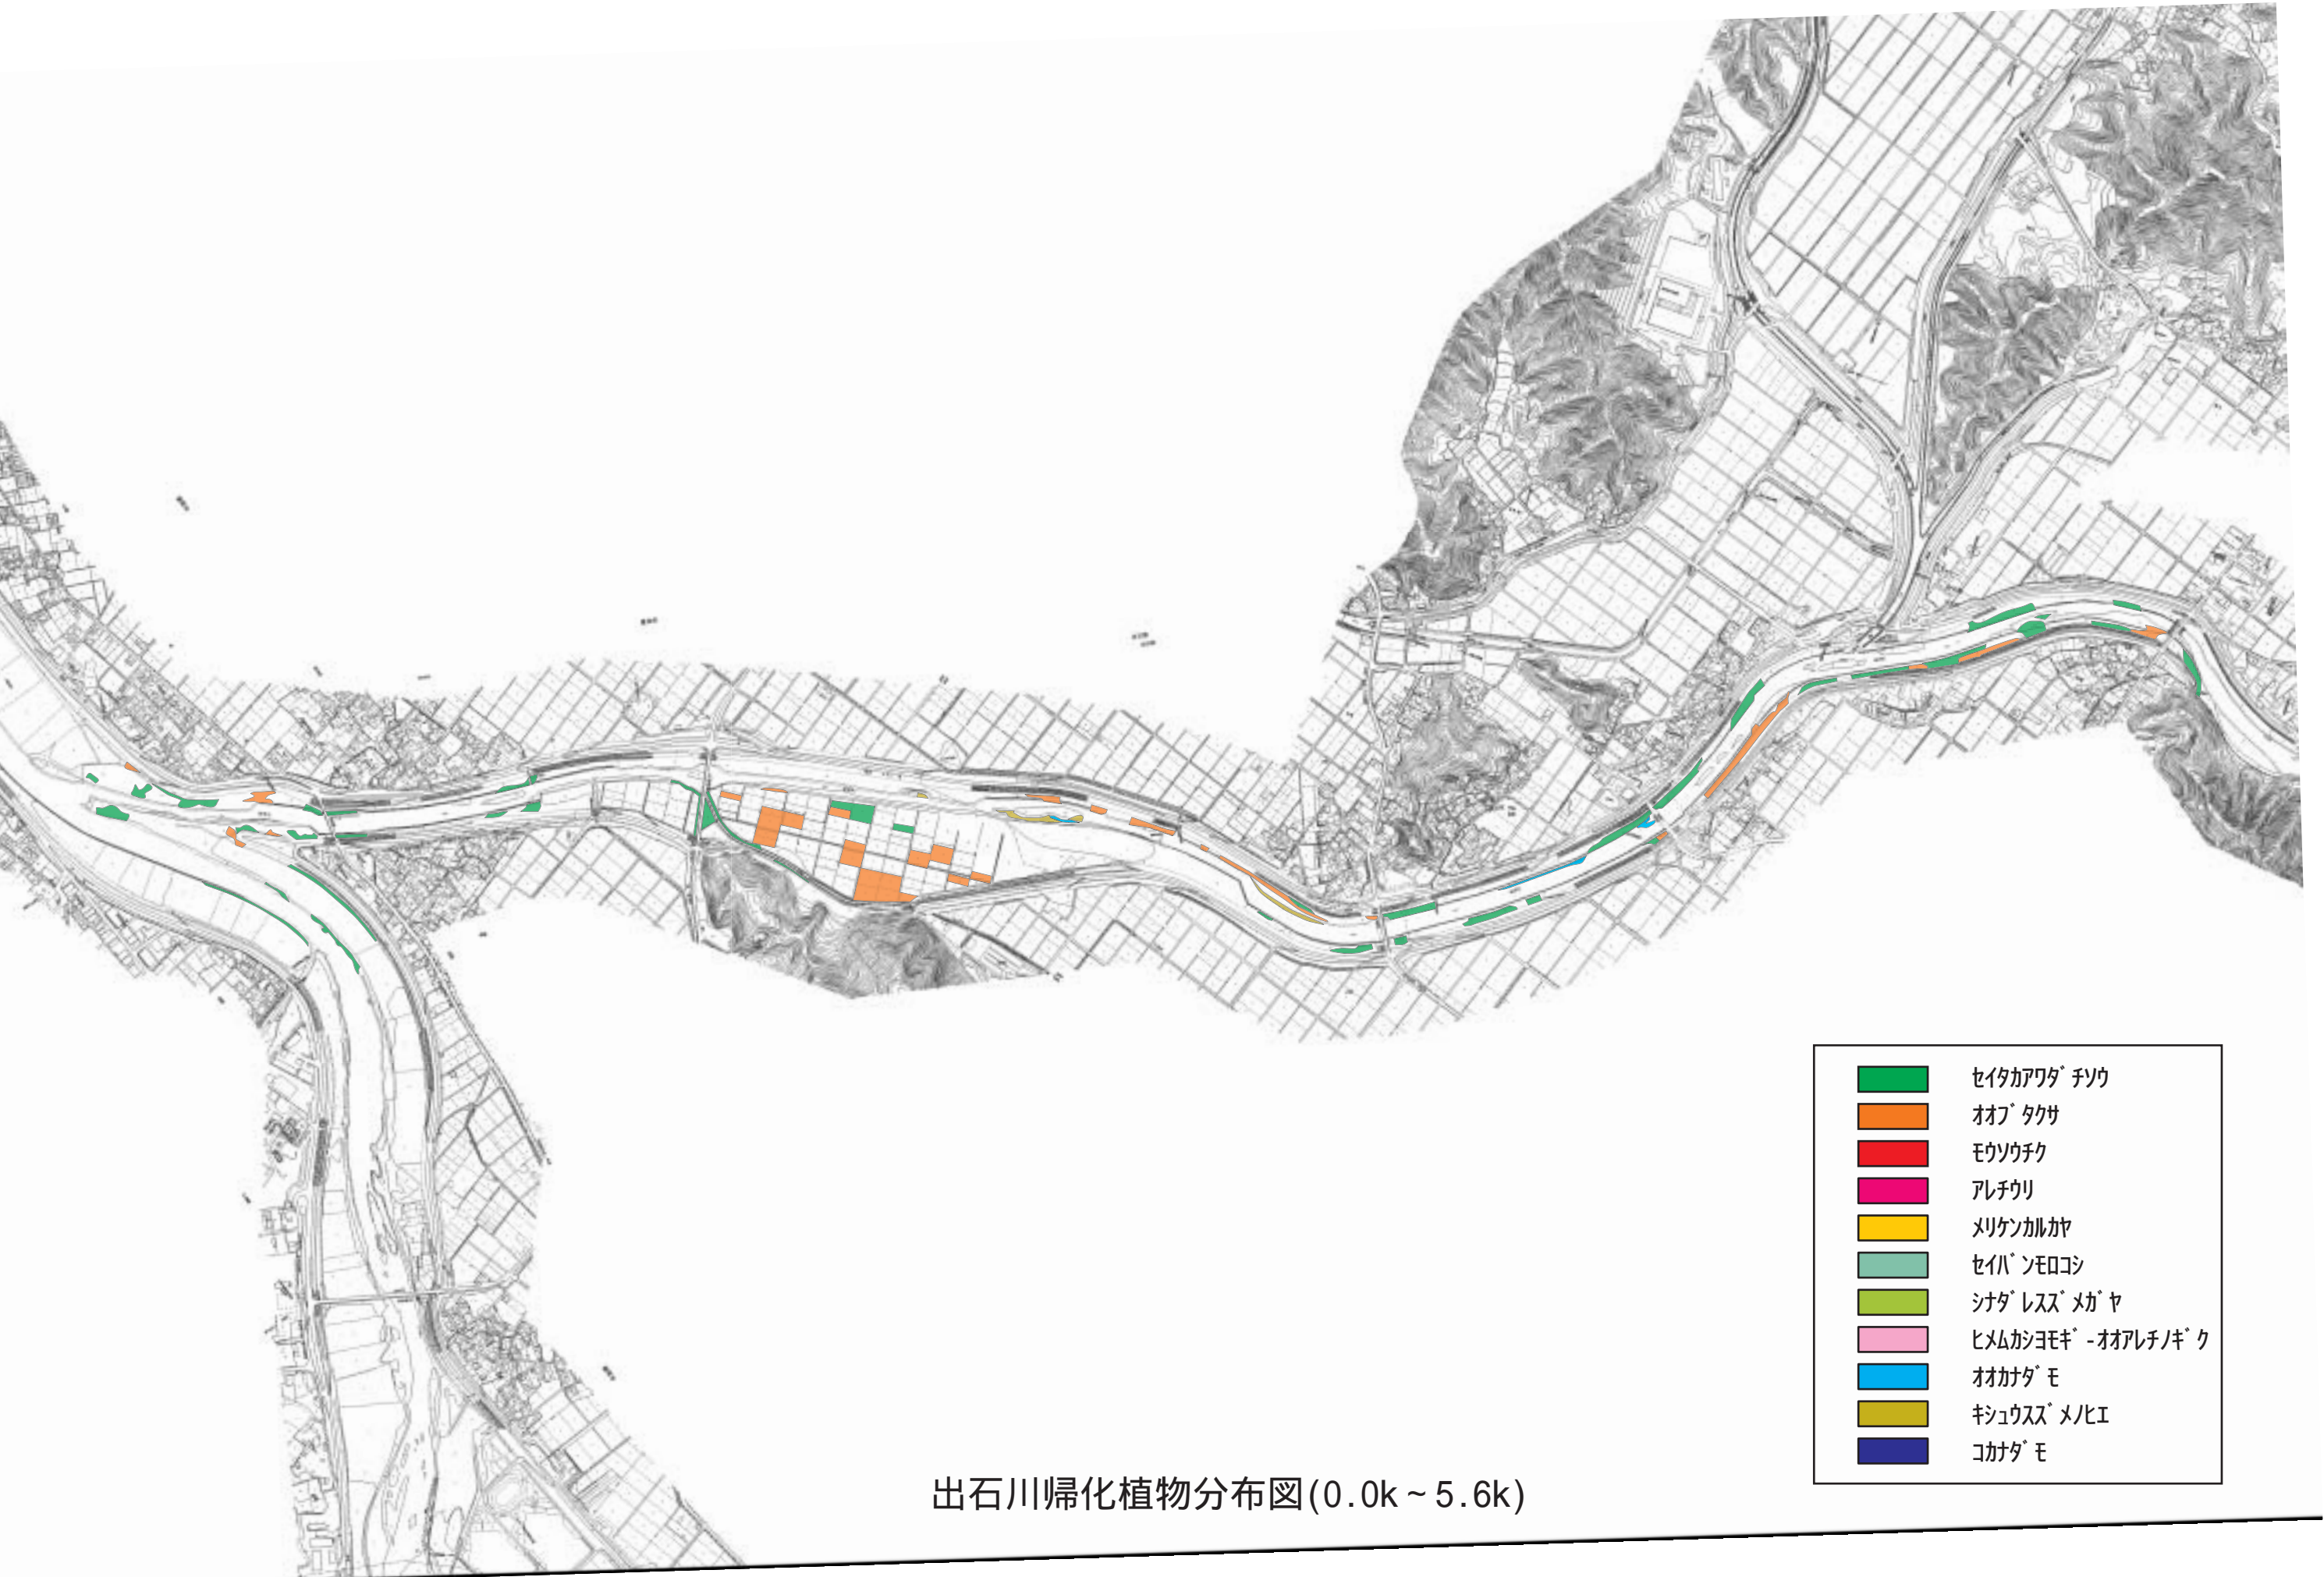 ｾｲﾀｶｱﾜﾀﾞﾁｿｳ
ｵｵﾌﾞﾀｸｻ
ﾓｳｿｳﾁｸ
ｱﾚﾁｳﾘ
ﾒﾘｹﾝｶﾙｶﾔ
ｾｲﾊﾞﾝﾓﾛｺｼ
ｼﾅﾀﾞﾚｽｽﾞﾒｶﾞﾔ
ﾋﾒﾑｶｼﾖﾓｷﾞ-ｵｵｱﾚﾁﾉｷﾞｸ
ｵｵｶﾅﾀﾞﾓ
ｷｼｭｳｽｽﾞﾒﾉﾋｴ
ｺｶﾅﾀﾞﾓ
出石川帰化植物分布図(0.0k~5.6k)